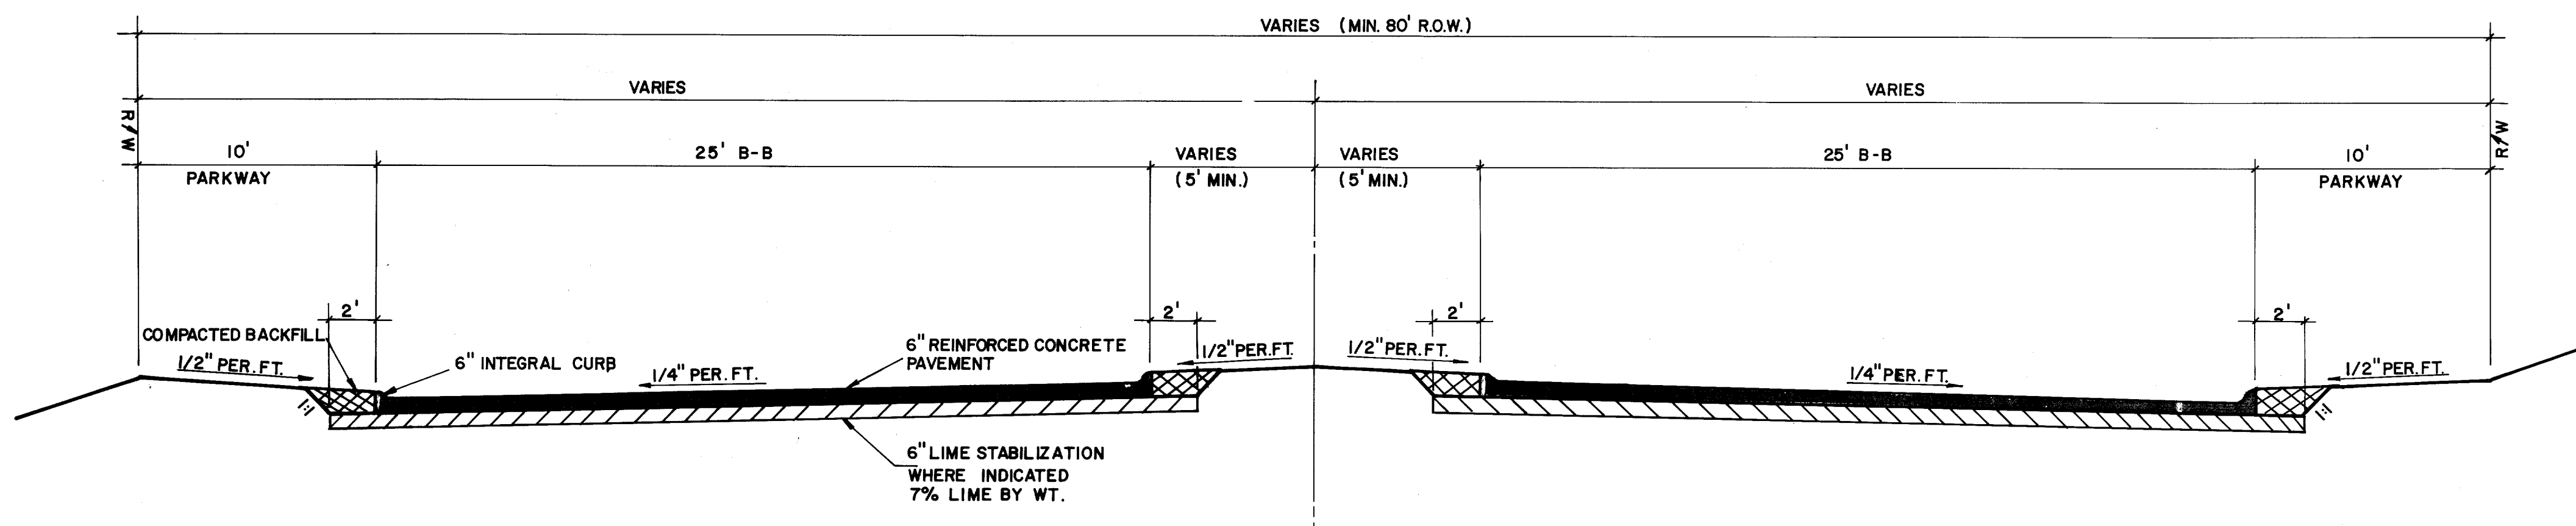 VARIES (MIN. 80' R.O.W.)
VARIES
VARIES
R/W
R/W
10'
PARKWAY
25' B-B
VARIES
(5' MIN.)
VARIES
(5' MIN.)
25' B-B
10'
PARKWAY
2'
2'
2'
2'
COMPACTED BACKFILL
1/2" PER. FT.
6" INTEGRAL CURB
1/4" PER. FT.
6" REINFORCED CONCRETE
PAVEMENT
1/2" PER. FT.
1/2" PER. FT.
1/4" PER. FT.
1/2" PER. FT.
1:1
1:1
6" LIME STABILIZATION
WHERE INDICATED
7% LIME BY WT.